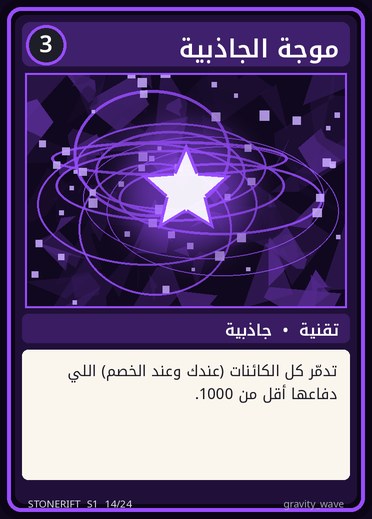 3
موجة الجاذبية
تقنية • جاذبية
تدمّر كل الكائنات (عندك وعند الخصم) اللي
دفاعها أقل من 1000.
STONERIFT S1 14/24
gravity_wave